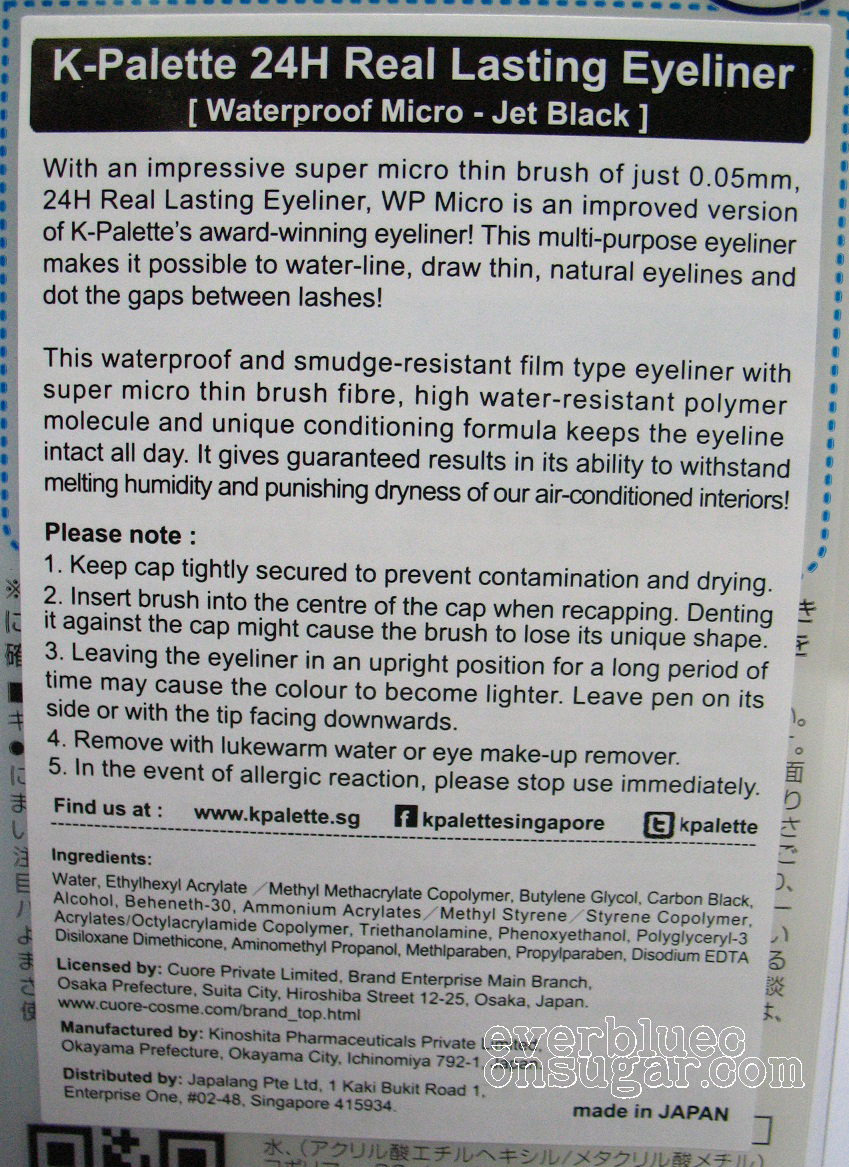 K-Palette 24H Real Lasting Eyeliner
[ Waterproof Micro - Jet Black ]
With an impressive super micro thin brush of just 0.05mm,
24H Real Lasting Eyeliner, WP Micro is an improved version
of K-Palette's award-winning eyeliner! This multi-purpose eyeliner
makes it possible to water-line, draw thin, natural eyelines and
dot the gaps between lashes!
This waterproof and smudge-resistant film type eyeliner with
super micro thin brush fibre, high water-resistant polymer
molecule and unique conditioning formula keeps the eyeline
intact all day. It gives guaranteed results in its ability to withstand
melting humidity and punishing dryness of our air-conditioned interiors!
Please note :
1. Keep cap tightly secured to prevent contamination and drying.
2. Insert brush into the centre of the cap when recapping. Denting
it against the cap might cause the brush to lose its unique shape.
3. Leaving the eyeliner in an upright position for a long period of
time may cause the colour to become lighter. Leave pen on its
side or with the tip facing downwards.
4. Remove with lukewarm water or eye make-up remover.
5. In the event of allergic reaction, please stop use immediately.
Find us at : www.kpalette.sg f kpalettesingapore t kpalette
Ingredients:
Water, Ethylhexyl Acrylate ／Methyl Methacrylate Copolymer, Butylene Glycol, Carbon Black,
Alcohol, Beheneth-30, Ammonium Acrylates／Methyl Styrene／Styrene Copolymer,
Acrylates/Octylacrylamide Copolymer, Triethanolamine, Phenoxyethanol, Polyglyceryl-3
Disiloxane Dimethicone, Aminomethyl Propanol, Methlparaben, Propylparaben, Disodium EDTA
Licensed by: Cuore Private Limited, Brand Enterprise Main Branch,
Osaka Prefecture, Suita City, Hiroshiba Street 12-25, Osaka, Japan.
www.cuore-cosme.com/brand_top.html
Manufactured by: Kinoshita Pharmaceuticals Private Limited,
Okayama Prefecture, Okayama City, Ichinomiya 792-1, Japan.
Distributed by: Japalang Pte Ltd, 1 Kaki Bukit Road 1,
Enterprise One, #02-48, Singapore 415934.
made in JAPAN
everbluec
onsugar.com
水、(アクリル酸エチルヘキシル/メタクリル酸メチル)